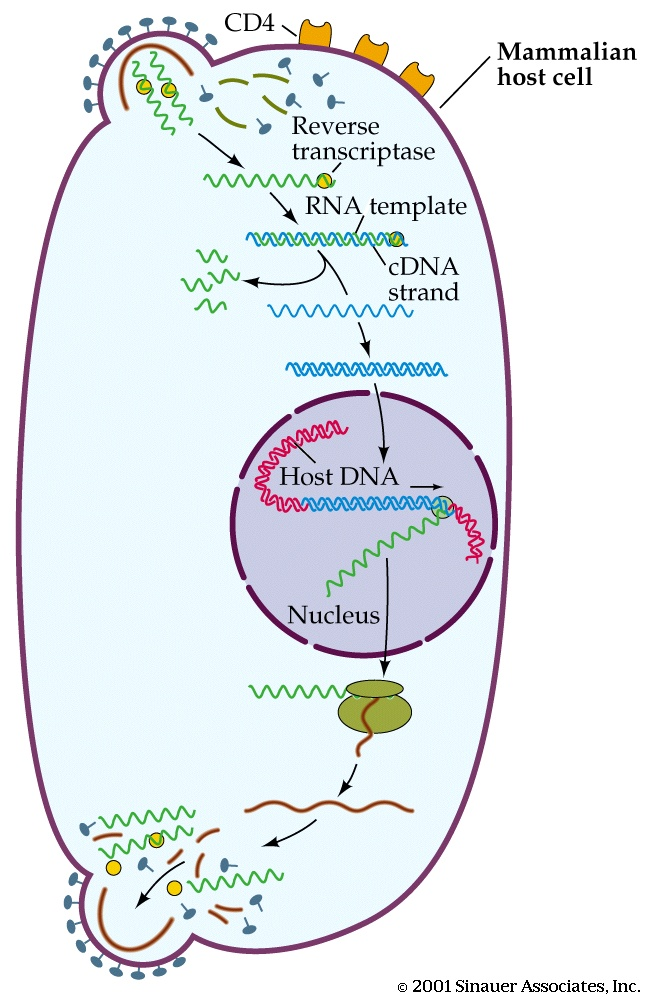 CD4
Mammalian
host cell
Reverse
transcriptase
RNA template
cDNA
strand
Host DNA
Nucleus
© 2001 Sinauer Associates, Inc.